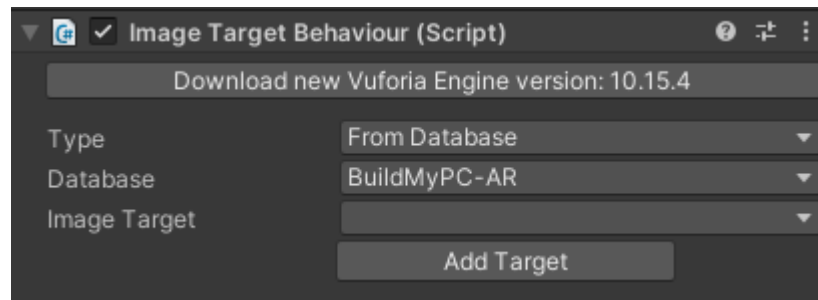 Image Target Behaviour (Script)
Download new Vuforia Engine version: 10.15.4
Type From Database
Database BuildMyPC-AR
Image Target
Add Target